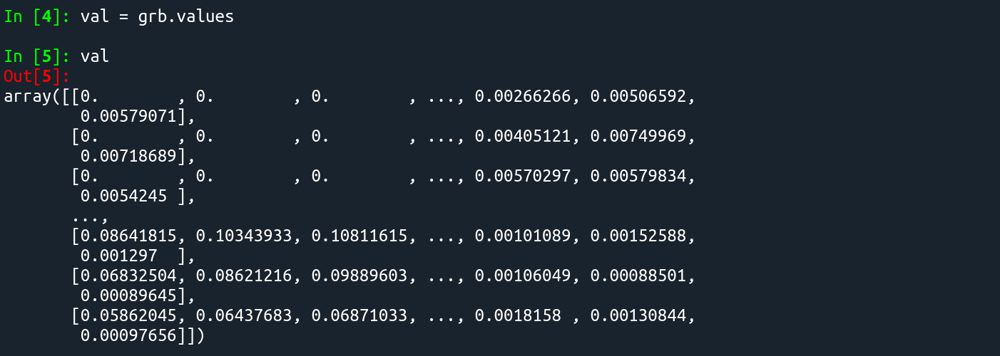 In [4]: val = grb.values
In [5]: val
Out[5]:
array([[0.        , 0.        , 0.        , ..., 0.00266266, 0.00506592,
        0.00579071],
       [0.        , 0.        , 0.        , ..., 0.00405121, 0.00749969,
        0.00718689],
       [0.        , 0.        , 0.        , ..., 0.00570297, 0.00579834,
        0.0054245 ],
       ...,
       [0.08641815, 0.10343933, 0.10811615, ..., 0.00101089, 0.00152588,
        0.001297  ],
       [0.06832504, 0.08621216, 0.09889603, ..., 0.00106049, 0.00088501,
        0.00089645],
       [0.05862045, 0.06437683, 0.06871033, ..., 0.0018158 , 0.00130844,
        0.00097656]])